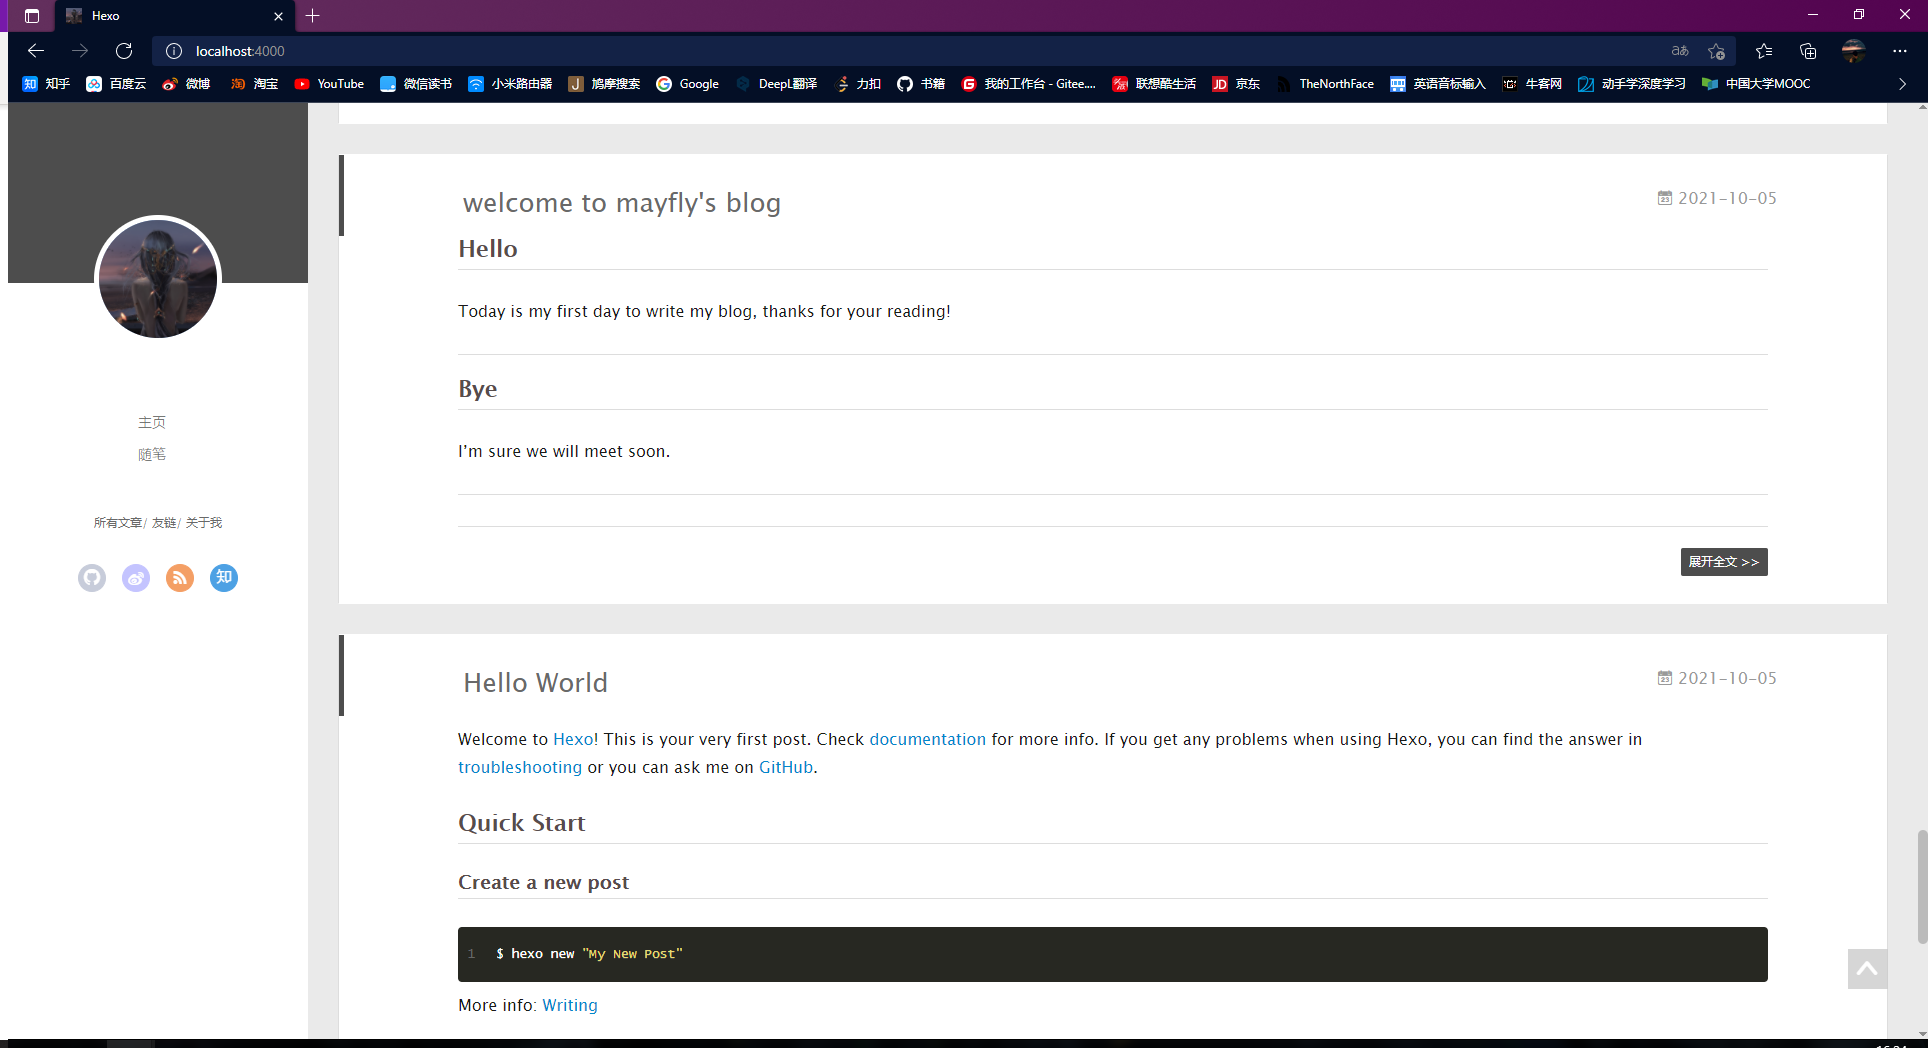 Hexo
localhost:4000
知乎 百度云 微博 淘宝 YouTube 微信读书 小米路由器 鸠摩搜索 Google DeepL翻译 力扣 书籍 我的工作台 - Gitee.... 联想酷生活 京东 TheNorthFace 英语音标输入 牛客网 动手学深度学习 中国大学MOOC
主页
随笔
所有文章/ 友链/ 关于我
知
welcome to mayfly's blog
2021-10-05
Hello
Today is my first day to write my blog, thanks for your reading!
Bye
I’m sure we will meet soon.
展开全文 >>
Hello World
2021-10-05
Welcome to Hexo! This is your very first post. Check documentation for more info. If you get any problems when using Hexo, you can find the answer in
troubleshooting or you can ask me on GitHub.
Quick Start
Create a new post
1 $ hexo new "My New Post"
More info: Writing